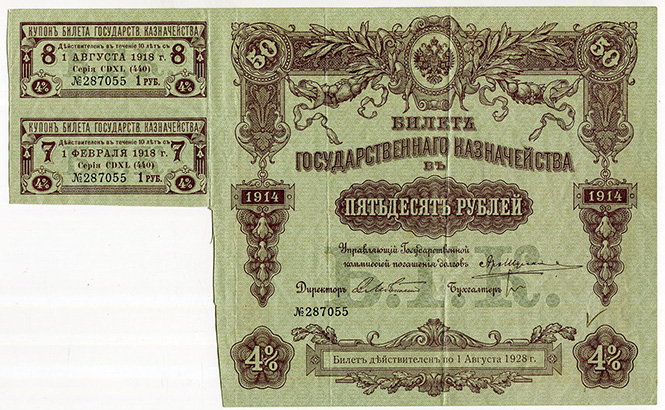 КУПОНЪ БИЛЕТА ГОСУДАРСТВ. КАЗНАЧЕЙСТВА
Дѣйствителенъ въ теченіе 10 лѣтъ съ
8 1 АВГУСТА 1918 г. 8
Серія CDXL (440)
4% №287055 1 РУБ. 4%
КУПОНЪ БИЛЕТА ГОСУДАРСТВ. КАЗНАЧЕЙСТВА
Дѣйствителенъ въ теченіе 10 лѣтъ съ
7 1 ФЕВРАЛЯ 1918 г. 7
Серія CDXL (440)
4% №287055 1 РУБ. 4%
50 50
БИЛЕТЪ
ГОСУДАРСТВЕННАГО КАЗНАЧЕЙСТВА
ВЪ
1914 1914
ПЯТЬДЕСЯТЪ РУБЛЕЙ
Управляющій Государственной
коммиссіей погашенія долговъ
Директоръ Бухгалтеръ
№287055
4% 4%
Билетъ дѣйствителенъ по 1 Августа 1928 г.